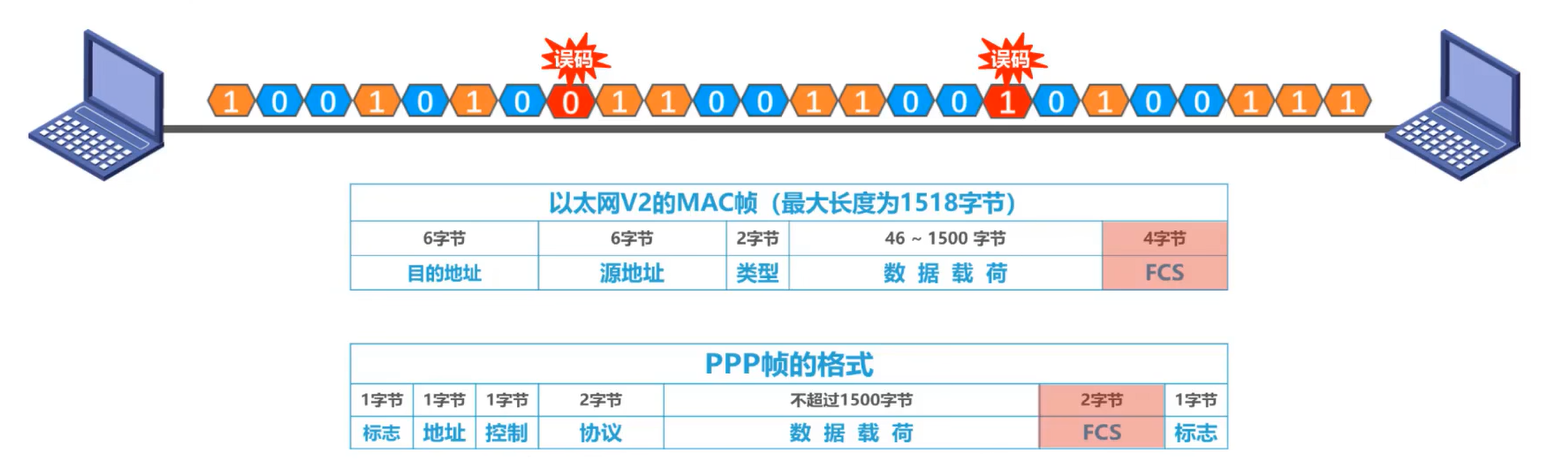 误码 误码
1 0 0 1 0 1 0 0 1 1 0 0 1 1 0 0 1 0 1 0 0 1 1 1
以太网V2的MAC帧（最大长度为1518字节）
6字节 6字节 2字节 46 ~ 1500 字节 4字节
目的地址 源地址 类型 数 据 载 荷 FCS
PPP帧的格式
1字节 1字节 1字节 2字节 不超过1500字节 2字节 1字节
标志 地址 控制 协议 数 据 载 荷 FCS 标志